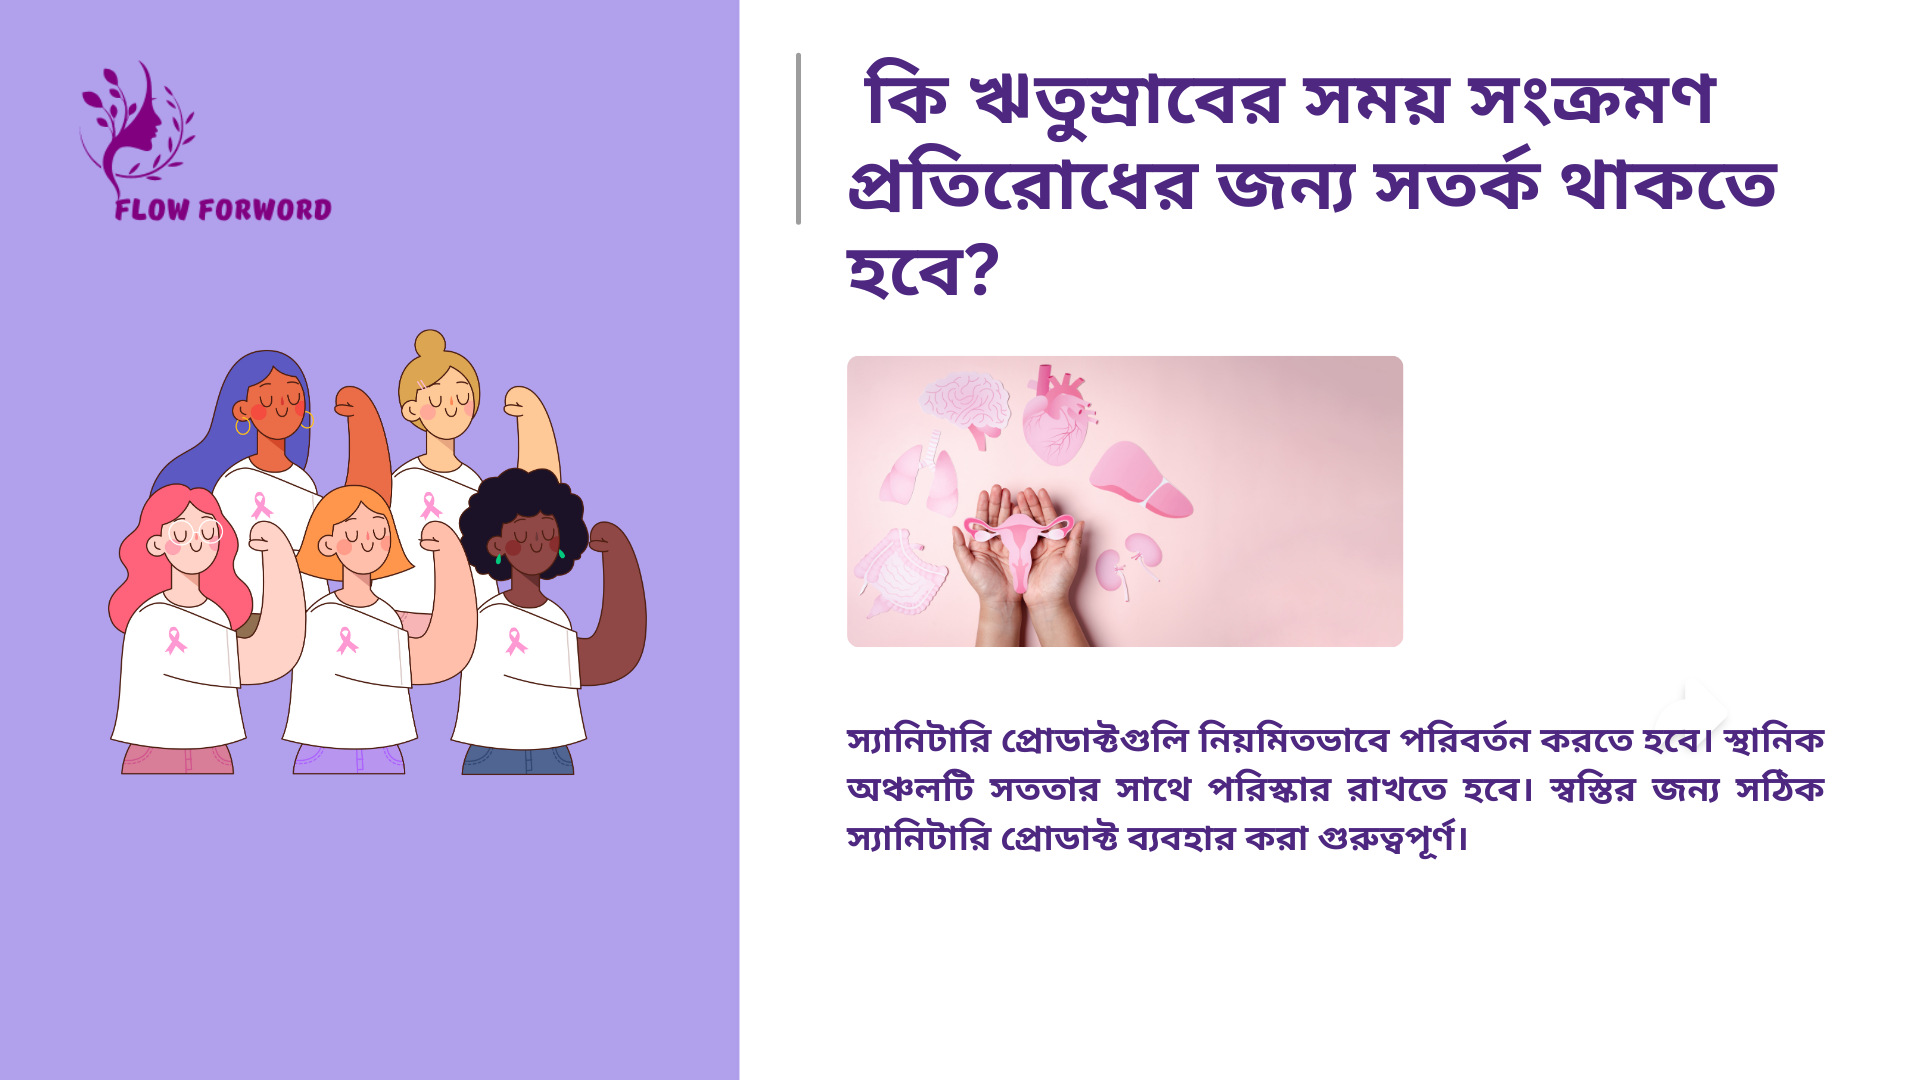 FLOW FORWORD
কি ঋতুস্রাবের সময় সংক্রমণ
প্রতিরোধের জন্য সতর্ক থাকতে
হবে?
স্যানিটারি প্রোডাক্টগুলি নিয়মিতভাবে পরিবর্তন করতে হবে। স্থানিক
অঞ্চলটি সততার সাথে পরিস্কার রাখতে হবে। স্বস্তির জন্য সঠিক
স্যানিটারি প্রোডাক্ট ব্যবহার করা গুরুত্বপূর্ণ।